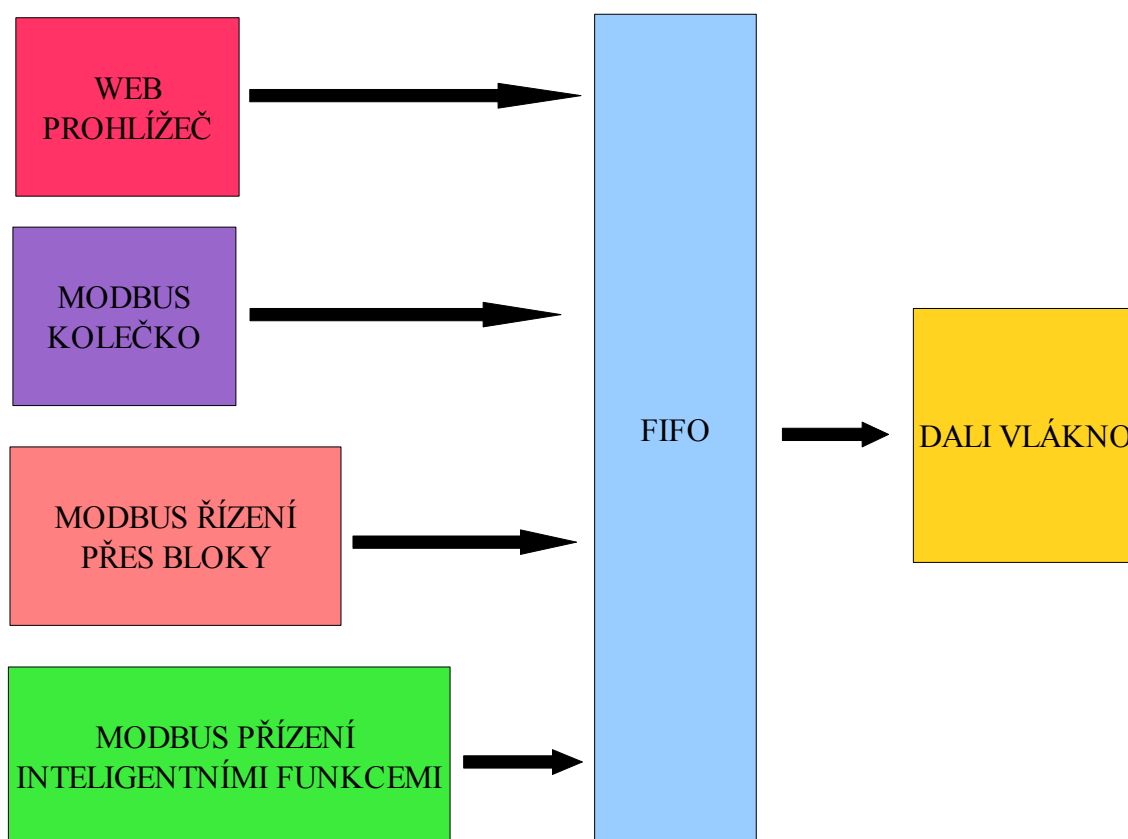 WEB
PROHLÍŽEČ
MODBUS
KOLEČKO
MODBUS ŘÍZENÍ
PŘES BLOKY
MODBUS PŘÍZENÍ
INTELIGENTNÍMI FUNKCEMI
FIFO
DALI VLÁKNO